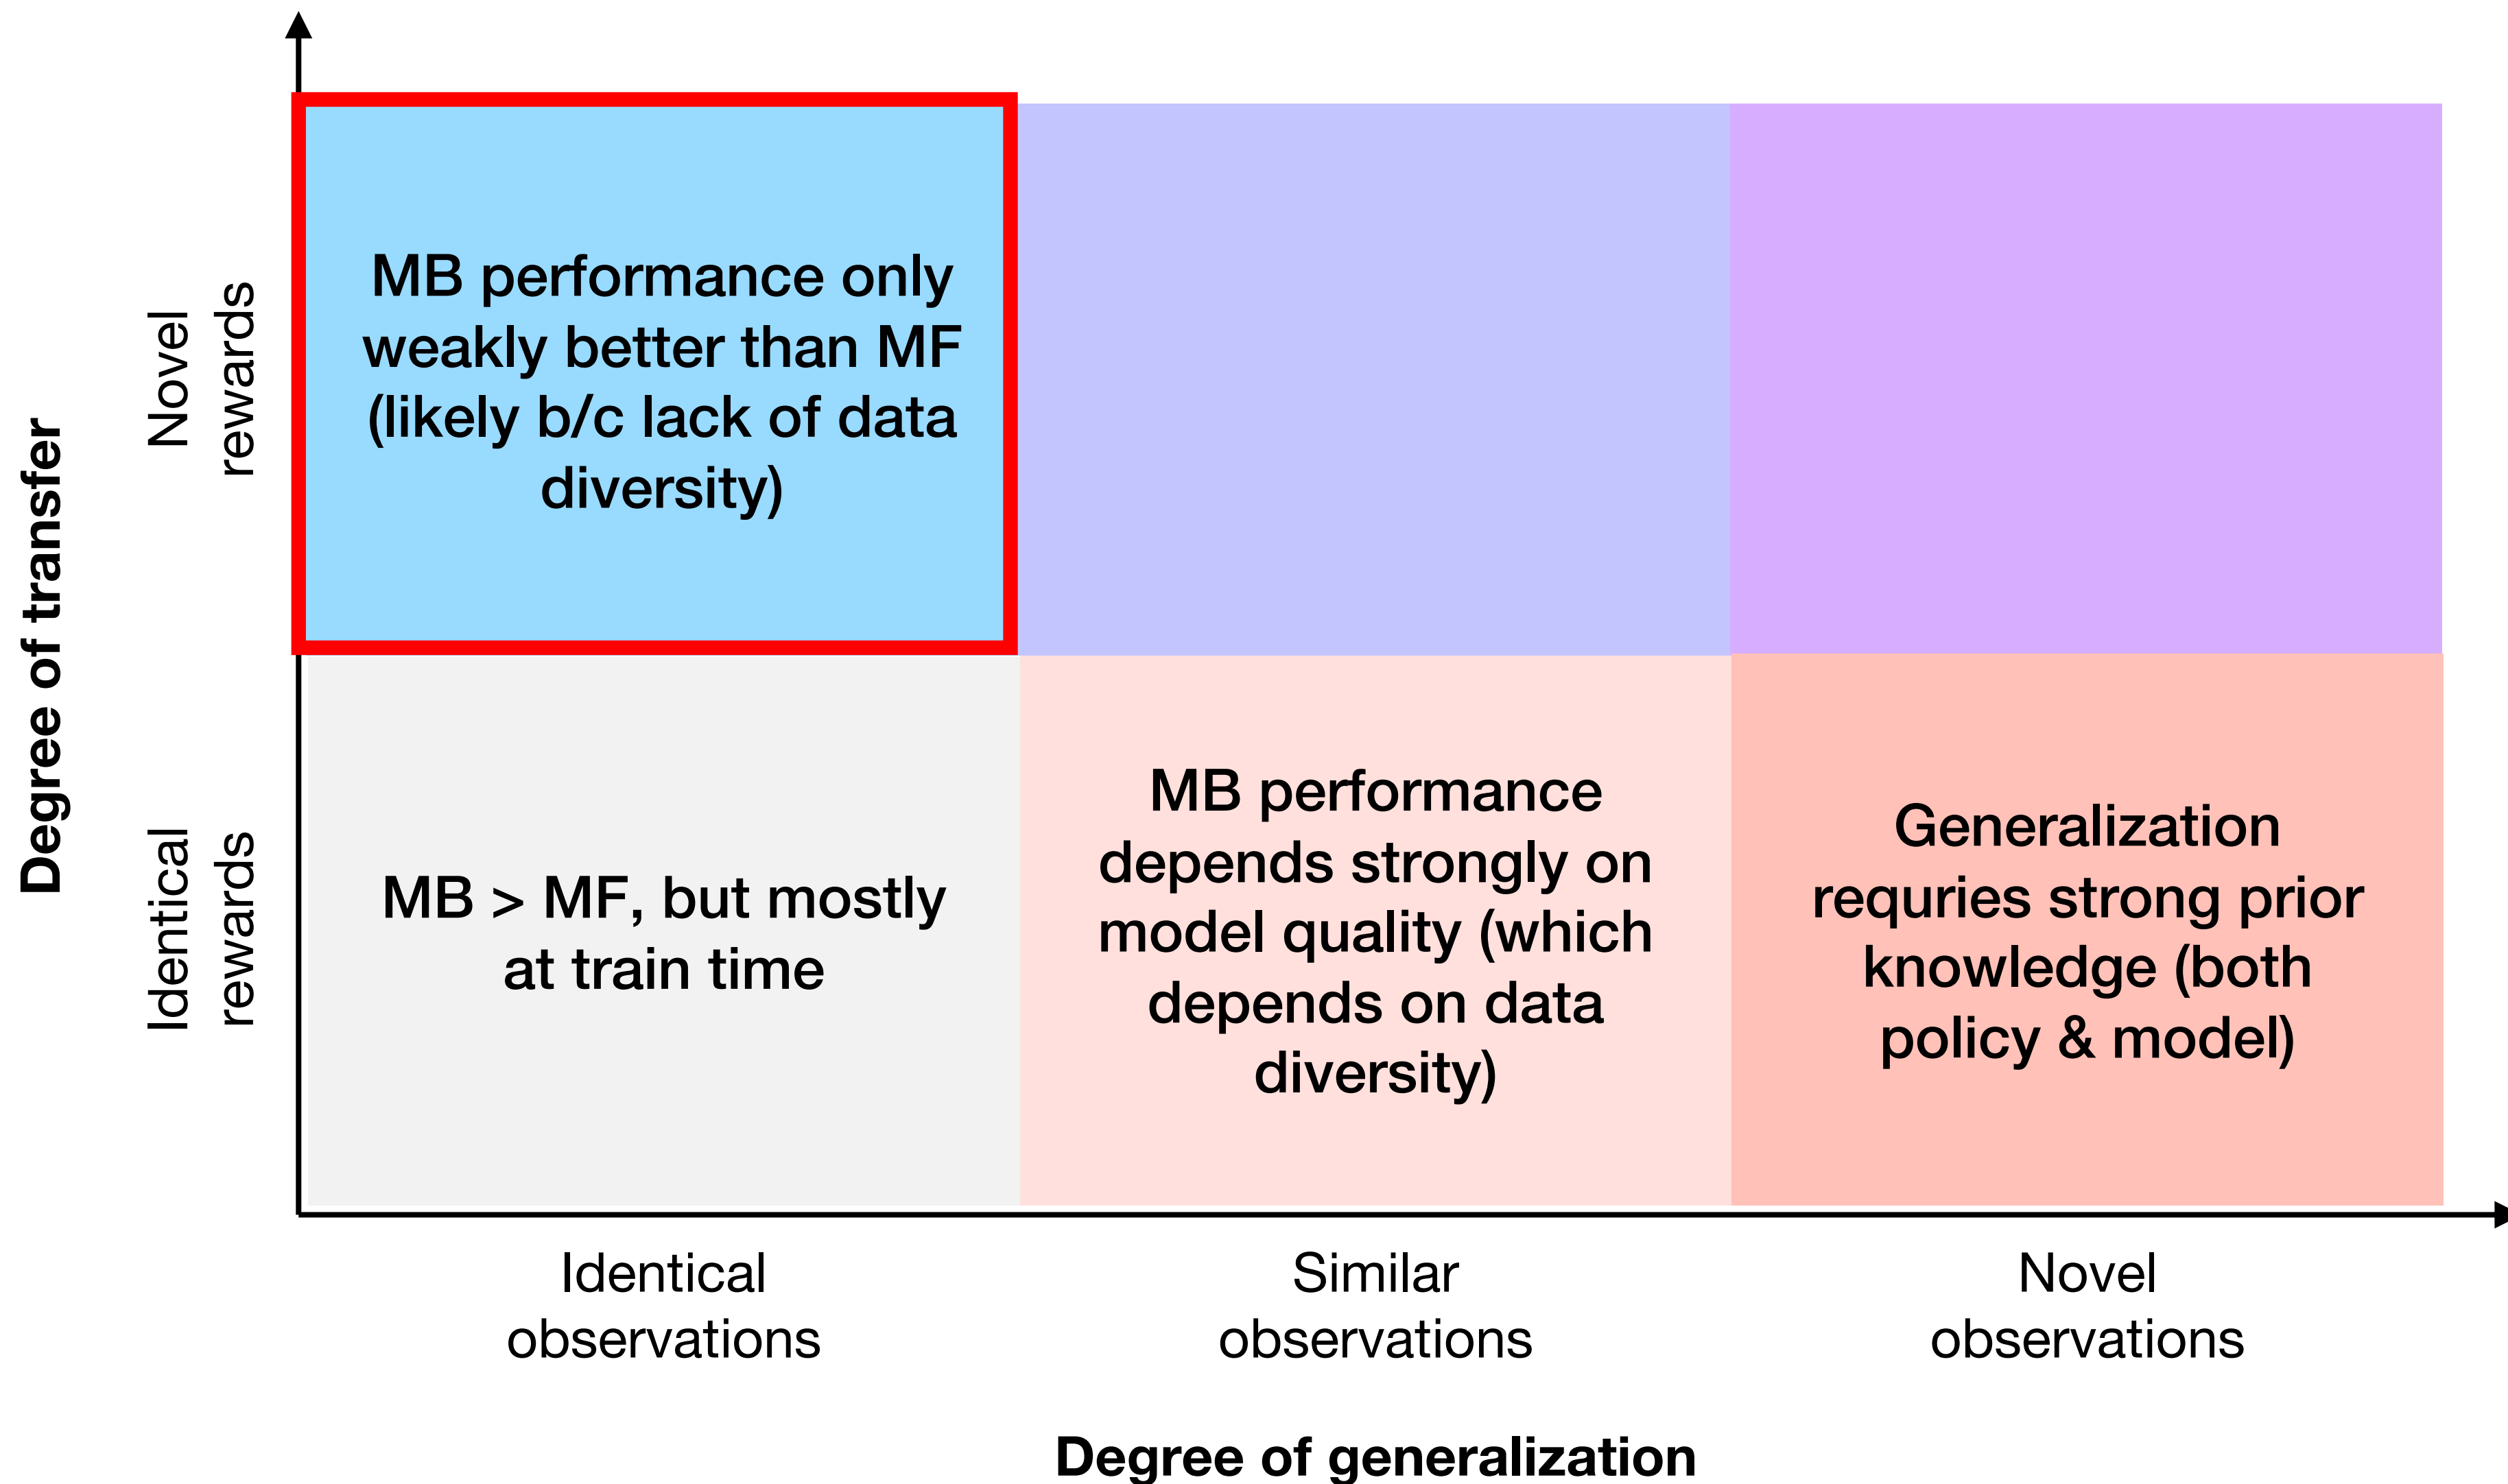 Degree of transfer
Novel
rewards
Identical
rewards
MB performance only
weakly better than MF
(likely b/c lack of data
diversity)
MB > MF, but mostly
at train time
MB performance
depends strongly on
model quality (which
depends on data
diversity)
Generalization
requries strong prior
knowledge (both
policy & model)
Identical
observations
Similar
observations
Novel
observations
Degree of generalization